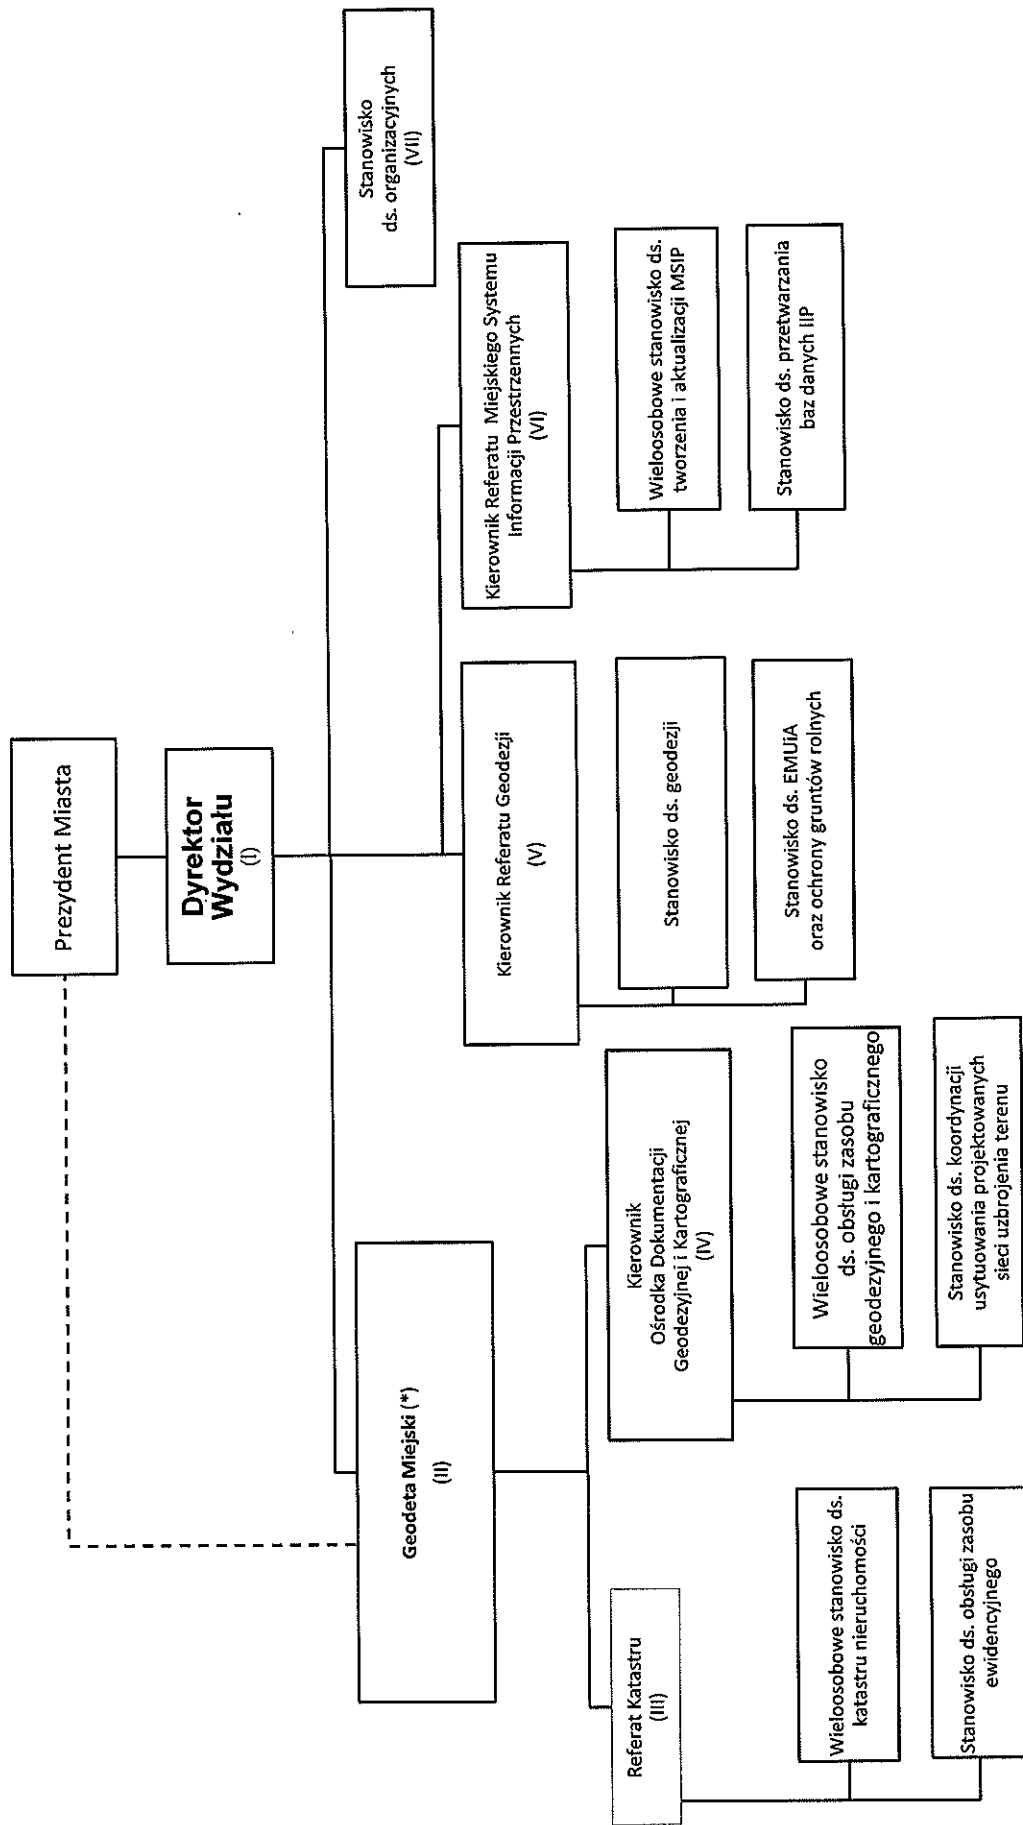 Prezydent Miasta
Dyrektor
Wydziału
(I)
Stanowisko
ds. organizacyjnych
(VII)
Geodeta Miejski (*)
(II)
Kierownik Referatu Geodezji
(V)
Kierownik Referatu Miejskiego Systemu
Informacji Przestrzennych
(VI)
Referat Katastru
(III)
Kierownik
Ośrodka Dokumentacji
Geodezyjnej i Kartograficznej
(IV)
Stanowisko ds. geodezji
Wieloosobowe stanowisko ds.
tworzenia i aktualizacji MSIP
Stanowisko ds. EMUiA
oraz ochrony gruntów rolnych
Stanowisko ds. przetwarzania
baz danych IIP
Wieloosobowe stanowisko ds.
katastru nieruchomości
Wieloosobowe stanowisko
ds. obsługi zasobu
geodezyjnego i kartograficznego
Stanowisko ds. obsługi zasobu
ewidencyjnego
Stanowisko ds. koordynacji
usytuowania projektowanych
sieci uzbrojenia terenu